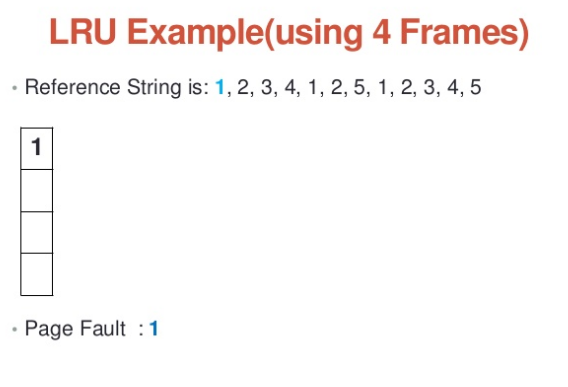 LRU Example(using 4 Frames)
• Reference String is: 1, 2, 3, 4, 1, 2, 5, 1, 2, 3, 4, 5
1
• Page Fault : 1